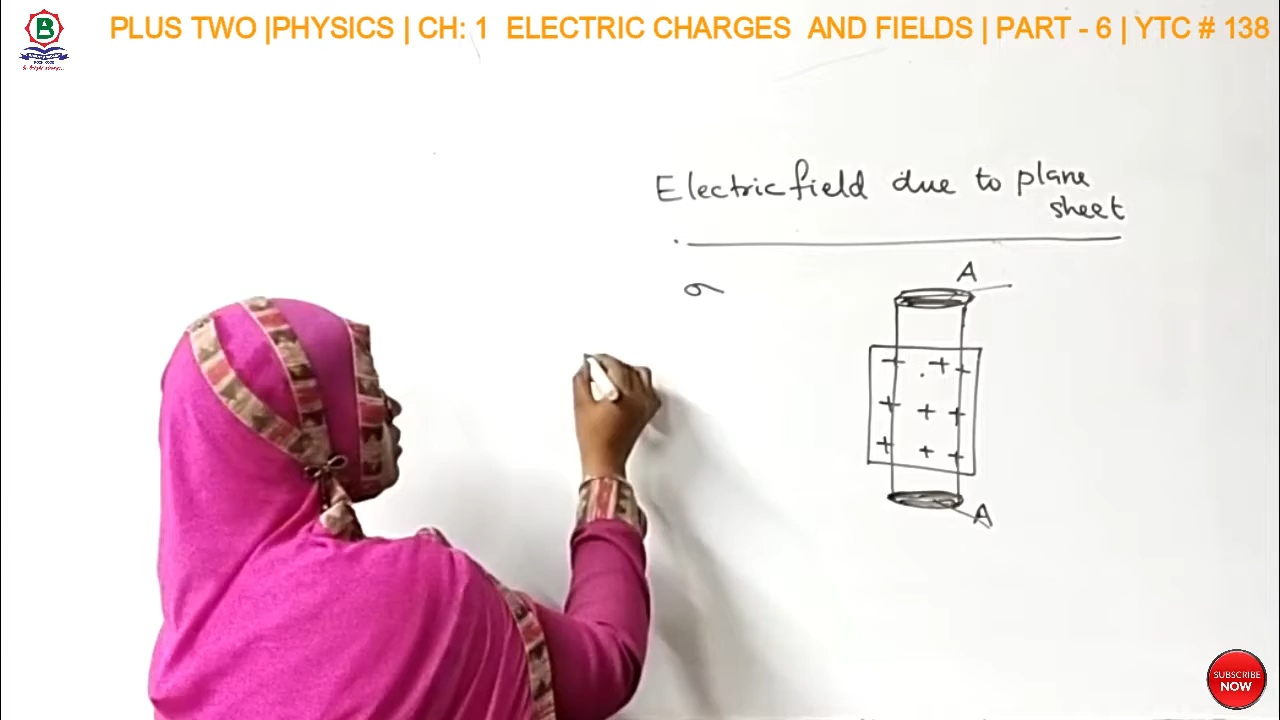 PLUS TWO |PHYSICS | CH: 1 ELECTRIC CHARGES AND FIELDS | PART - 6 | YTC # 138
B
Electric field due to plane
sheet
σ
A
+ + +
+ + +
+ + +
A
SUBSCRIBE
NOW